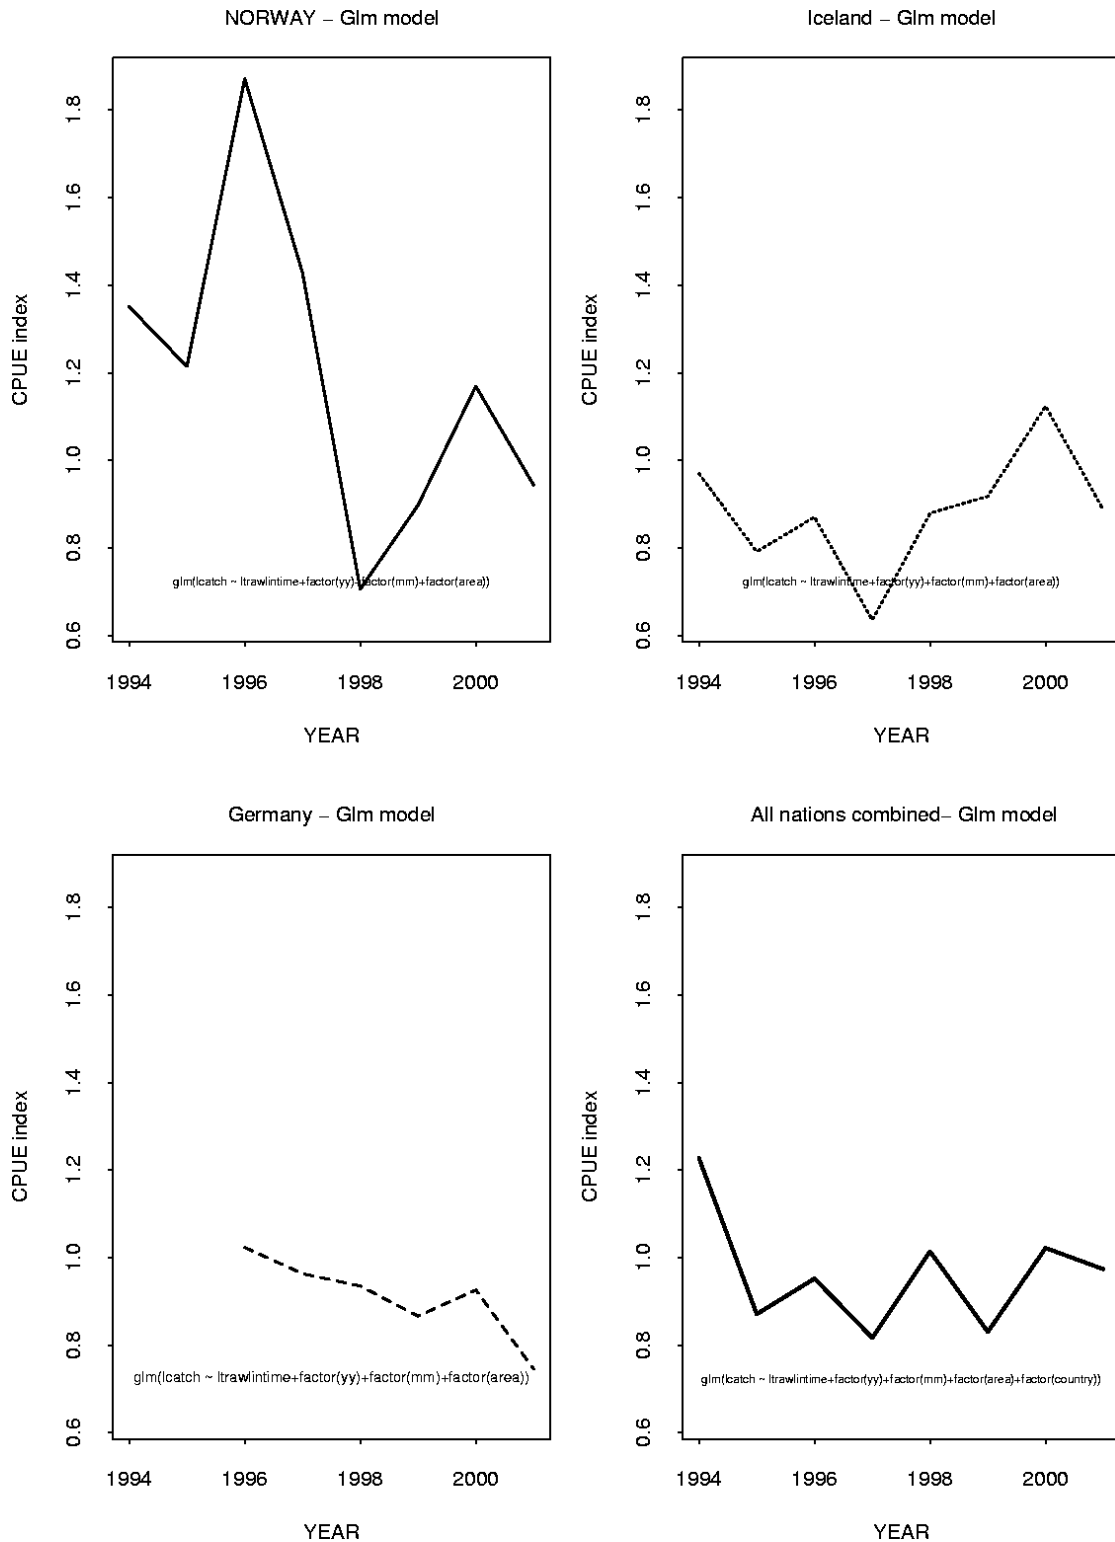 NORWAY – Glm model
CPUE index
1.8
1.6
1.4
1.2
1.0
0.8
0.6
glm(lcatch ~ ltrawlintime+factor(yy)+factor(mm)+factor(area))
1994 1996 1998 2000
YEAR
Iceland – Glm model
CPUE index
1.8
1.6
1.4
1.2
1.0
0.8
0.6
glm(lcatch ~ ltrawlintime+factor(yy)+factor(mm)+factor(area))
1994 1996 1998 2000
YEAR
Germany – Glm model
CPUE index
1.8
1.6
1.4
1.2
1.0
0.8
0.6
glm(lcatch ~ ltrawlintime+factor(yy)+factor(mm)+factor(area))
1994 1996 1998 2000
YEAR
All nations combined– Glm model
CPUE index
1.8
1.6
1.4
1.2
1.0
0.8
0.6
glm(lcatch ~ ltrawlintime+factor(yy)+factor(mm)+factor(area)+factor(country))
1994 1996 1998 2000
YEAR